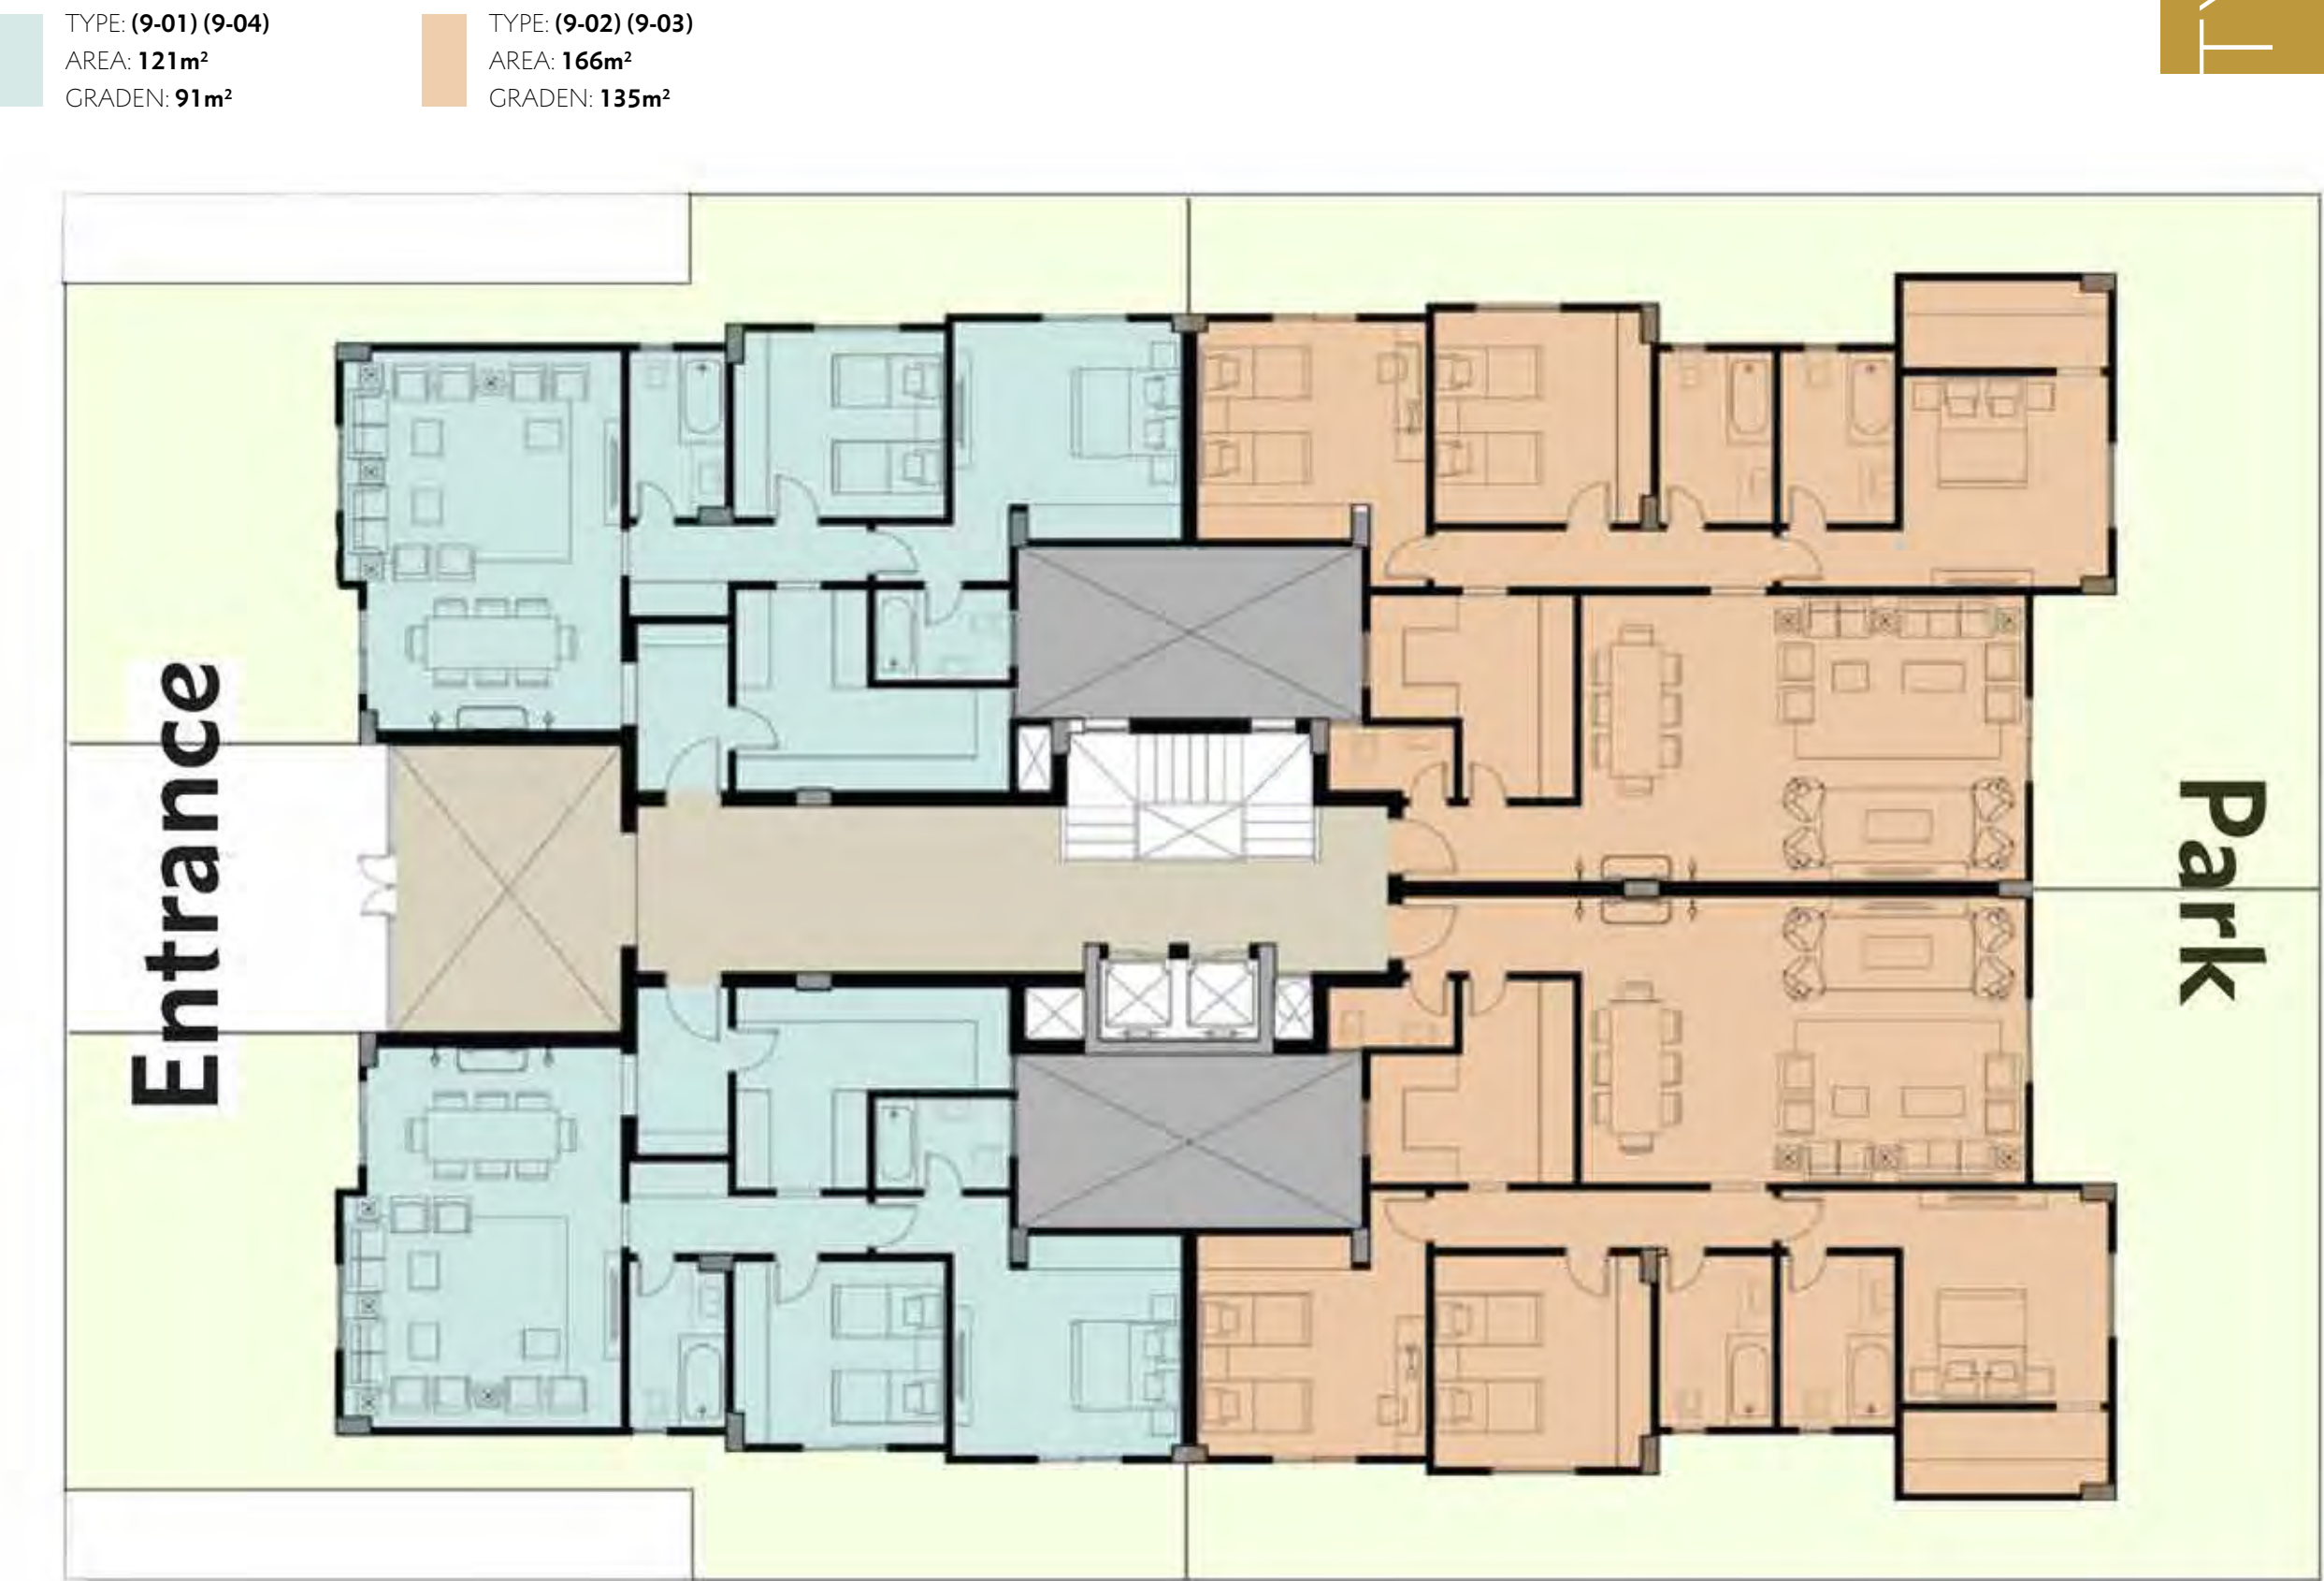 TYPE: (9-01) (9-04)
AREA: 121m²
GRADEN: 91m²
TYPE: (9-02) (9-03)
AREA: 166m²
GRADEN: 135m²
Entrance
Park